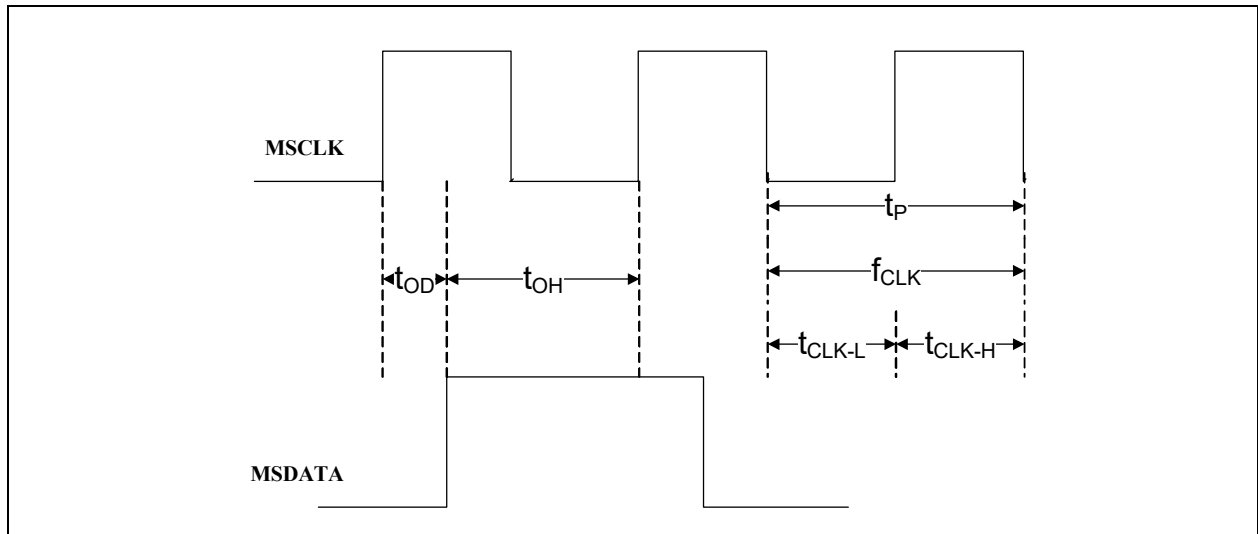 MSCLK
tP
fCLK
tOD
tOH
tCLK-L
tCLK-H
MSDATA